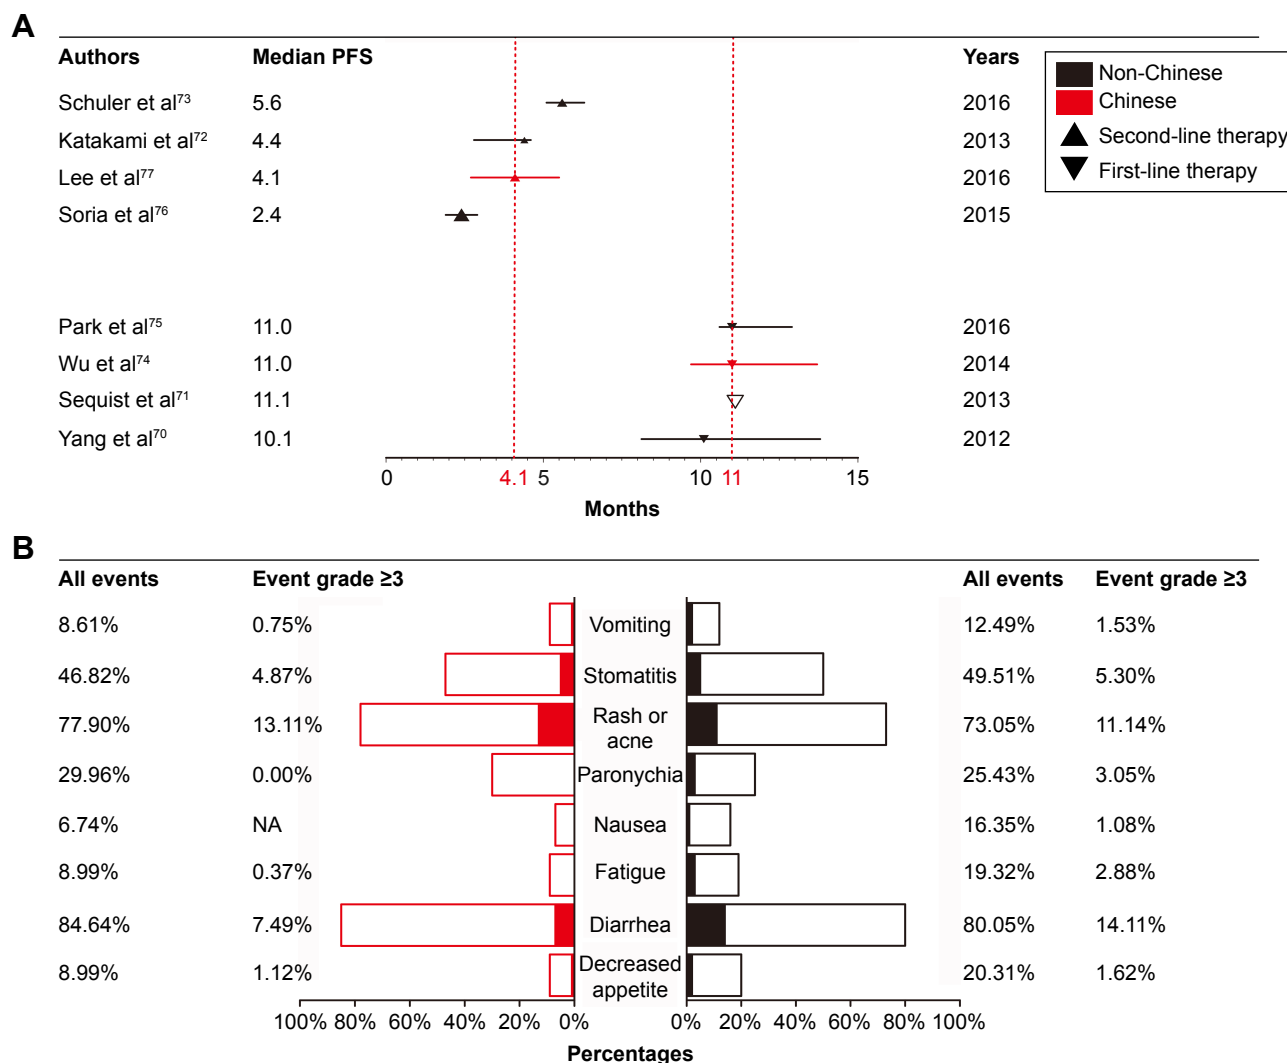 A
Authors Median PFS Years
Schuler et al73 5.6 2016
Katakami et al72 4.4 2013
Lee et al77 4.1 2016
Soria et al76 2.4 2015
Non-Chinese
Chinese
Second-line therapy
First-line therapy
Park et al75 11.0 2016
Wu et al74 11.0 2014
Sequist et al71 11.1 2013
Yang et al70 10.1 2012
0 4.1 5 10 11 15
Months
B
All events Event grade ≥3 All events Event grade ≥3
8.61% 0.75% Vomiting 12.49% 1.53%
46.82% 4.87% Stomatitis 49.51% 5.30%
77.90% 13.11% Rash or acne 73.05% 11.14%
29.96% 0.00% Paronychia 25.43% 3.05%
6.74% NA Nausea 16.35% 1.08%
8.99% 0.37% Fatigue 19.32% 2.88%
84.64% 7.49% Diarrhea 80.05% 14.11%
8.99% 1.12% Decreased appetite 20.31% 1.62%
100% 80% 60% 40% 20% 0% 0% 20% 40% 60% 80% 100%
Percentages